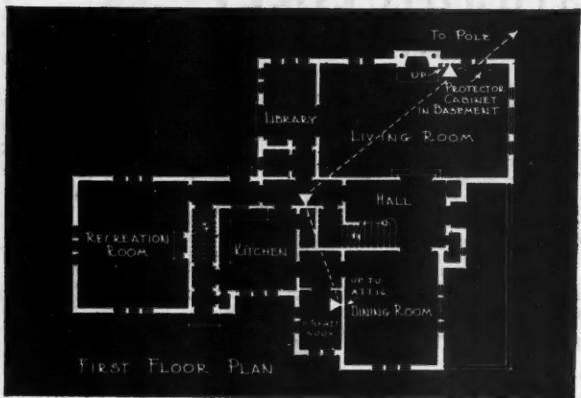 TO POLE
UP
PROTECTOR
CABINET
IN BASEMENT
LIBRARY
LIVING ROOM
HALL
RECREATION
ROOM
KITCHEN
UP TO
ATTIC
DINING ROOM
NOOK
FIRST FLOOR PLAN